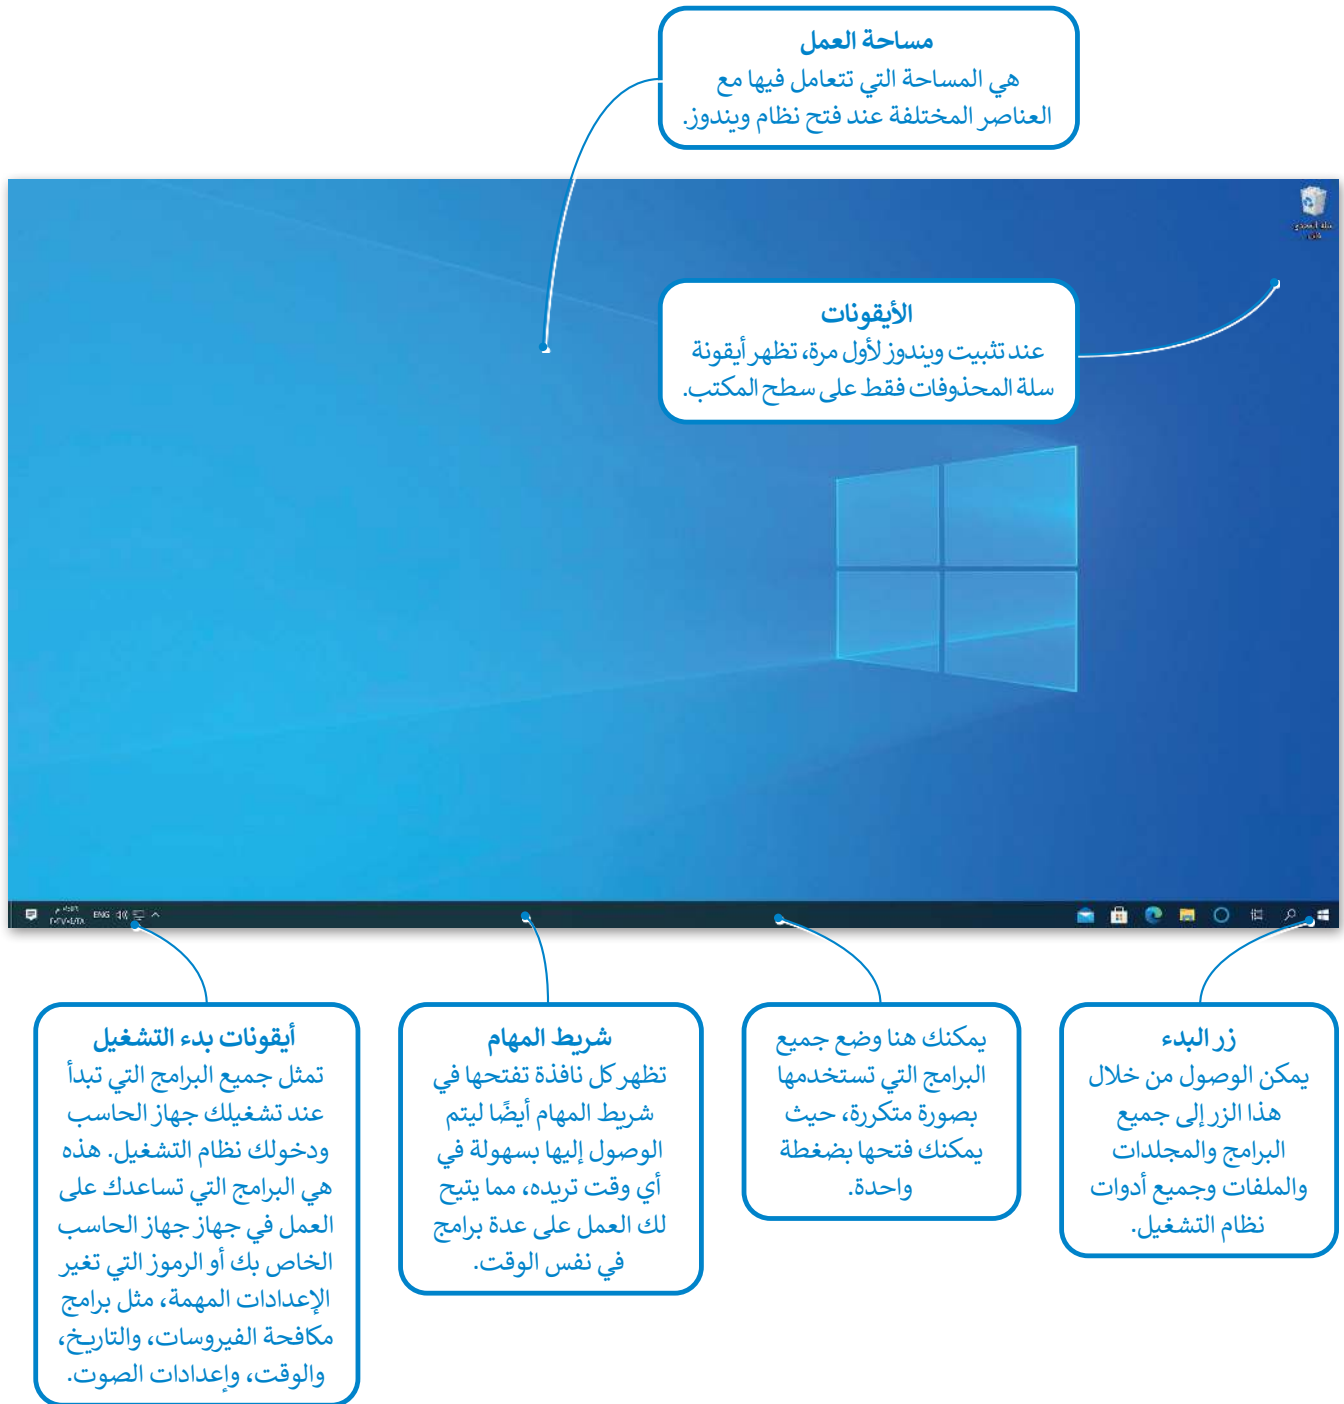 مساحة العمل
هي المساحة التي تتعامل فيها مع
العناصر المختلفة عند فتح نظام ويندوز.
سلة المحذو
فات
الأيقونات
عند تثبيت ويندوز لأول مرة، تظهر أيقونة
سلة المحذوفات فقط على سطح المكتب.
ENG
زر البدء
يمكن الوصول من خلال
هذا الزر إلى جميع
البرامج والمجلدات
والملفات وجميع أدوات
نظام التشغيل.
يمكنك هنا وضع جميع
البرامج التي تستخدمها
بصورة متكررة، حيث
يمكنك فتحها بضغطة
واحدة.
شريط المهام
تظهر كل نافذة تفتحها في
شريط المهام أيضًا ليتم
الوصول إليها بسهولة في
أي وقت تريده، مما يتيح
لك العمل على عدة برامج
في نفس الوقت.
أيقونات بدء التشغيل
تمثل جميع البرامج التي تبدأ
عند تشغيلك جهاز الحاسب
ودخولك نظام التشغيل. هذه
هي البرامج التي تساعدك على
العمل في جهاز جهاز الحاسب
الخاص بك أو الرموز التي تغير
الإعدادات المهمة، مثل برامج
مكافحة الفيروسات، والتاريخ،
والوقت، وإعدادات الصوت.